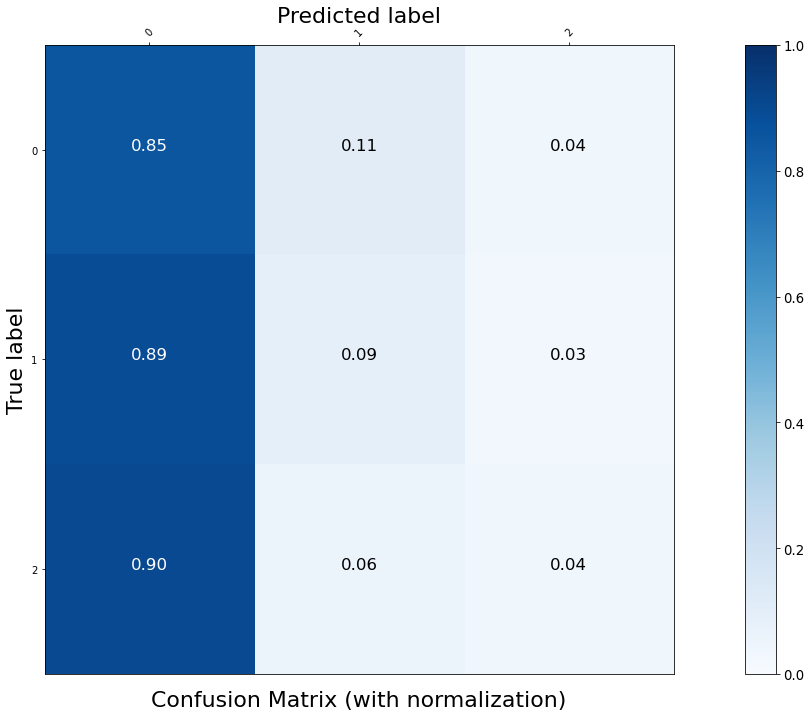 Predicted label
0 1 2
0 0.85 0.11 0.04
1 0.89 0.09 0.03
2 0.90 0.06 0.04
True label
Confusion Matrix (with normalization)
1.0
0.8
0.6
0.4
0.2
0.0